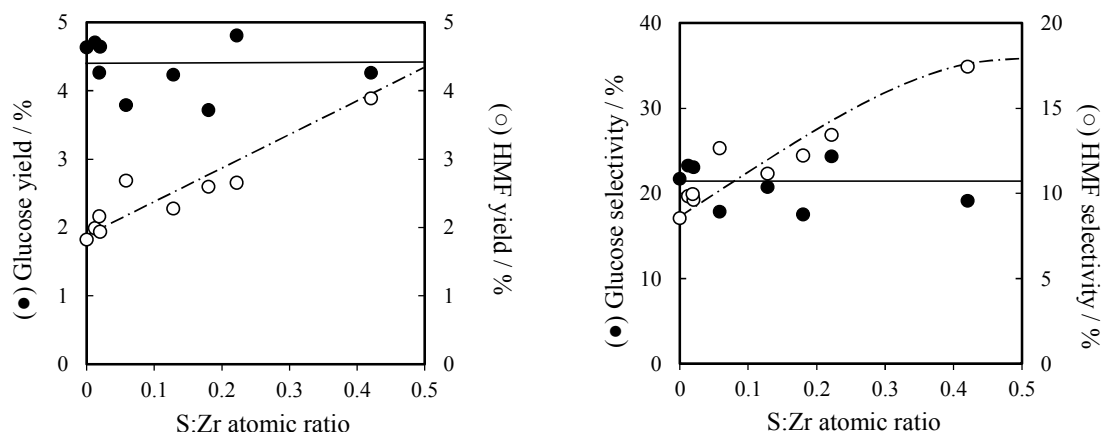 (●) Glucose yield / %
5
4
3
2
1
0
0 0.1 0.2 0.3 0.4 0.5
S:Zr atomic ratio
5
4
3
2
1
0
(○) HMF yield / %
(●) Glucose selectivity / %
40
30
20
10
0
0 0.1 0.2 0.3 0.4 0.5
S:Zr atomic ratio
20
15
10
5
0
(○) HMF selectivity / %